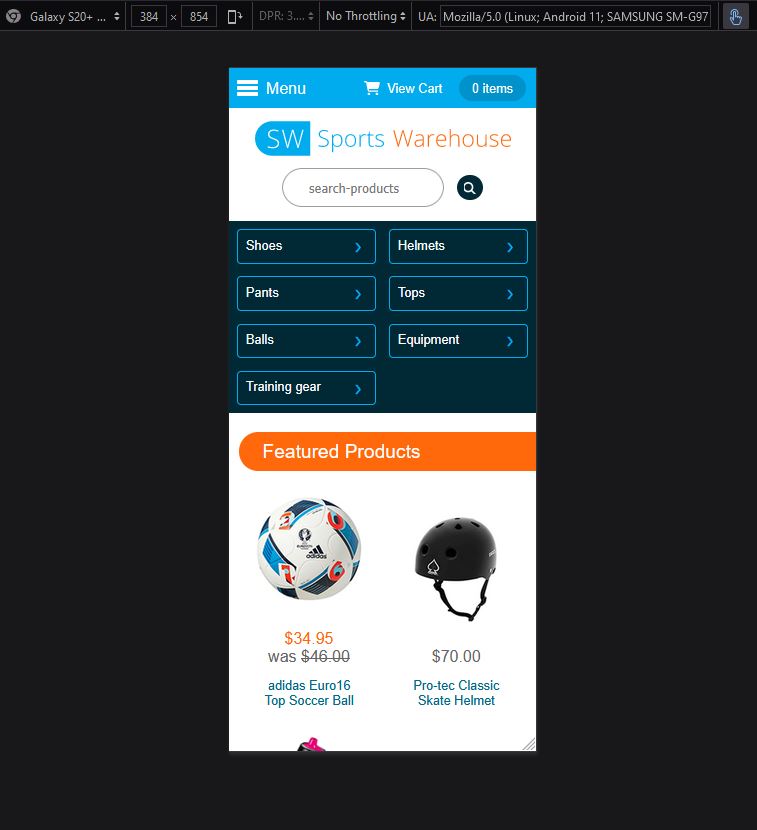 Galaxy S20+ ... 384 × 854 DPR: 3.... No Throttling UA: Mozilla/5.0 (Linux; Android 11; SAMSUNG SM-G97
Menu View Cart 0 items
SW Sports Warehouse
search-products
Shoes Helmets
Pants Tops
Balls Equipment
Training gear
Featured Products
adidas
$34.95
was $46.00 $70.00
adidas Euro16 Pro-tec Classic
Top Soccer Ball Skate Helmet